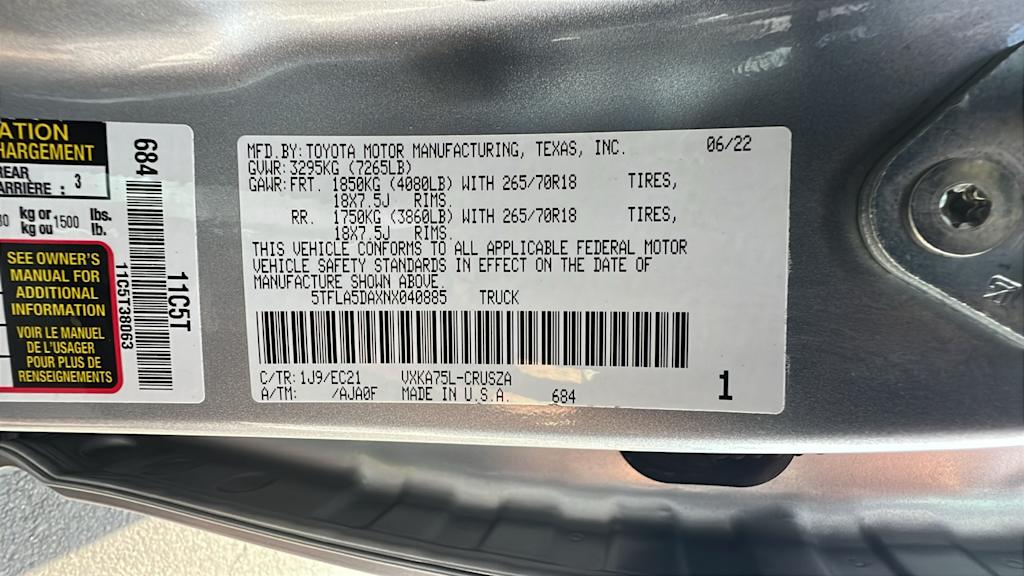 ATION
HARGEMENT
REAR
ARRIÈRE : 3
kg or 1500 lbs.
kg ou lb.
SEE OWNER'S
MANUAL FOR
ADDITIONAL
INFORMATION
VOIR LE MANUEL
DE L'USAGER
POUR PLUS DE
RENSEIGNEMENTS
684
11C5T
11C5T38063
MFD. BY: TOYOTA MOTOR MANUFACTURING, TEXAS, INC. 06/22
GVWR: 3295KG (7265LB)
GAWR: FRT. 1850KG (4080LB) WITH 265/70R18 TIRES,
18X7.5J RIMS.
RR. 1750KG (3860LB) WITH 265/70R18 TIRES,
18X7.5J RIMS.
THIS VEHICLE CONFORMS TO ALL APPLICABLE FEDERAL MOTOR
VEHICLE SAFETY STANDARDS IN EFFECT ON THE DATE OF
MANUFACTURE SHOWN ABOVE.
5TFLA5DAXNX040885 TRUCK
C/TR: 1J9/EC21 VXKA75L-CRUSZA
A/TM: /AJA0F MADE IN U.S.A. 684
1